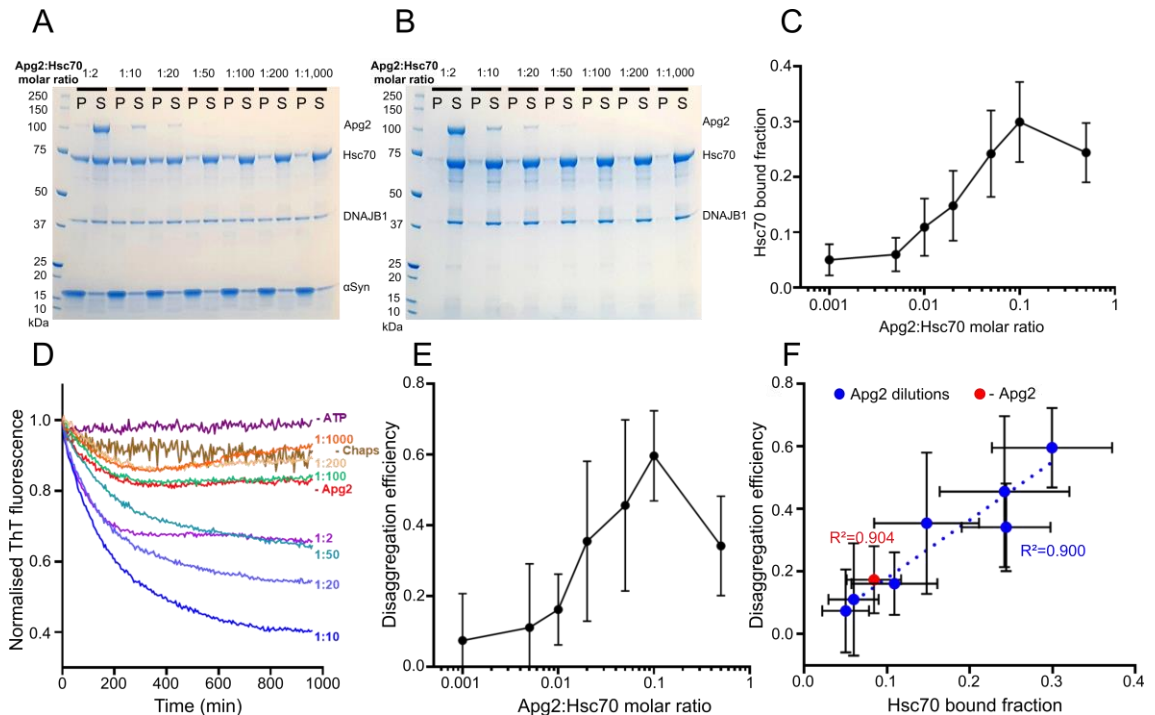 A
Apg2:Hsc70 molar ratio
1:2 1:10 1:20 1:50 1:100 1:200 1:1,000
P S P S P S P S P S P S P S
250
150
100
75
50
37
25
20
15
10
kDa
Apg2
Hsc70
DNAJB1
αSyn
B
Apg2:Hsc70 molar ratio
1:2 1:10 1:20 1:50 1:100 1:200 1:1,000
P S P S P S P S P S P S P S
250
150
100
75
50
37
25
20
15
10
kDa
Apg2
Hsc70
DNAJB1
C
Hsc70 bound fraction
0.4
0.3
0.2
0.1
0.0
0.001 0.01 0.1 1
Apg2:Hsc70 molar ratio
D
Normalised ThT fluorescence
1.0
0.8
0.6
0.4
- ATP
1:1000
- Chaps
1:200
1:100
- Apg2
1:2
1:50
1:20
1:10
0 200 400 600 800 1000
Time (min)
E
Disaggregation efficiency
0.8
0.6
0.4
0.2
0.0
0.001 0.01 0.1 1
Apg2:Hsc70 molar ratio
F
Disaggregation efficiency
0.8
0.6
0.4
0.2
0.0
Apg2 dilutions - Apg2
R²=0.904
R²=0.900
0.0 0.1 0.2 0.3 0.4
Hsc70 bound fraction